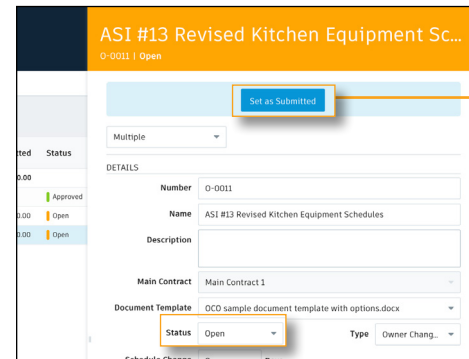 ASI #13 Revised Kitchen Equipment Sc...
O-0011 | Open
Set as Submitted
Multiple
Status
DETAILS
0.00
Number O-0011
Approved
Name ASI #13 Revised Kitchen Equipment Schedules
0.00 Open
Description
0.00 Open
Main Contract Main Contract 1
Document Template OCO sample document template with options.docx
Status Open Type Owner Chang...
Schedule Change